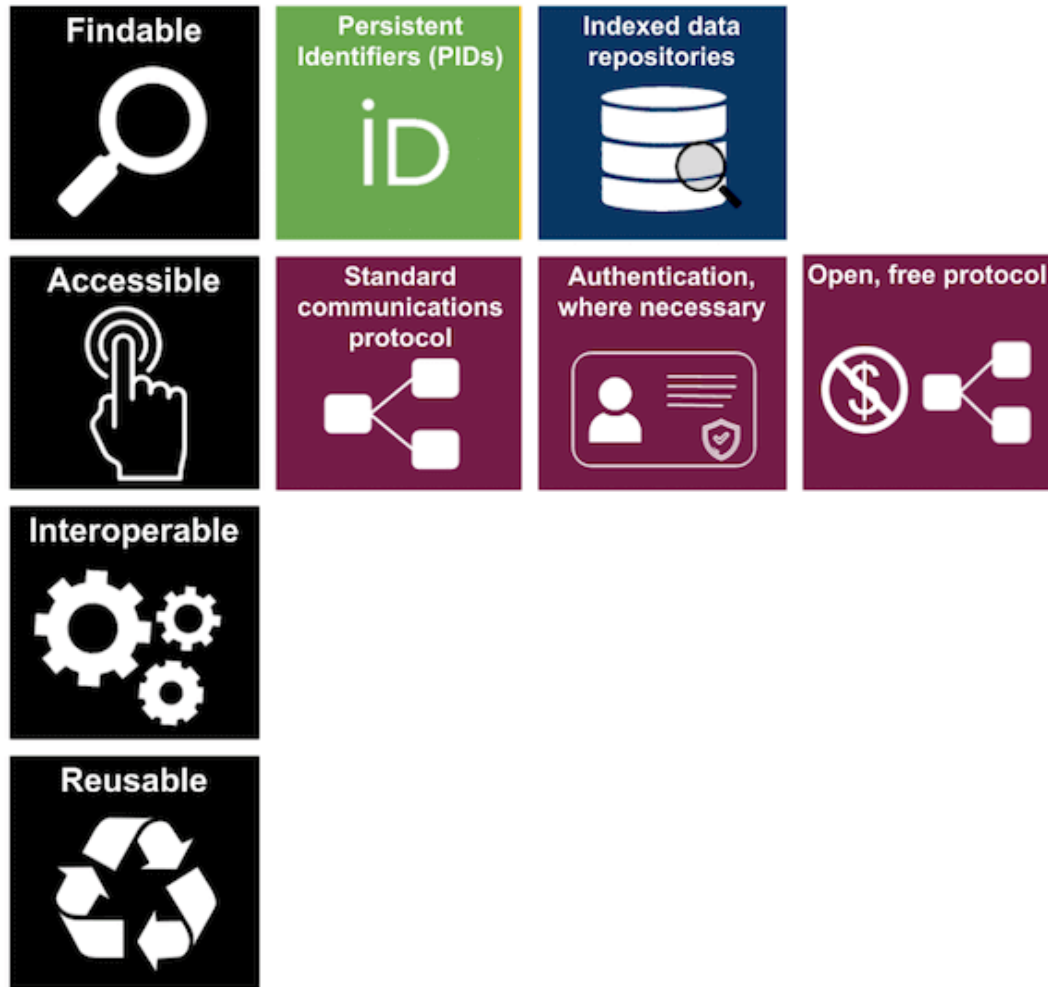 Findable
Persistent
Identifiers (PIDs)
iD
Indexed data
repositories
Accessible
Standard
communications
protocol
Authentication,
where necessary
Open, free protocol
$
Interoperable
Reusable